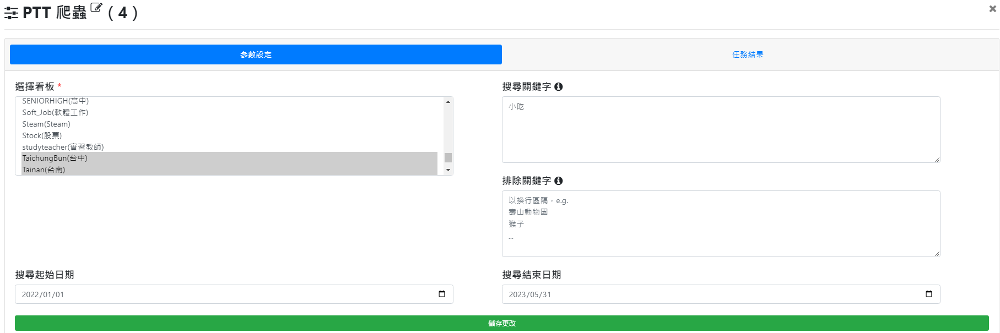 PTT 爬蟲 ( 4 )
參數設定
任務結果
選擇看板 *
SENIORHIGH(高中)
Soft_Job(軟體工作)
Steam(Steam)
Stock(股票)
studyteacher(實習教師)
TaichungBun(台中)
Tainan(台南)
搜尋關鍵字
小吃
排除關鍵字
以換行區隔，e.g.
壽山動物園
猴子
...
搜尋起始日期
2022/01/01
搜尋結束日期
2023/05/31
儲存更改